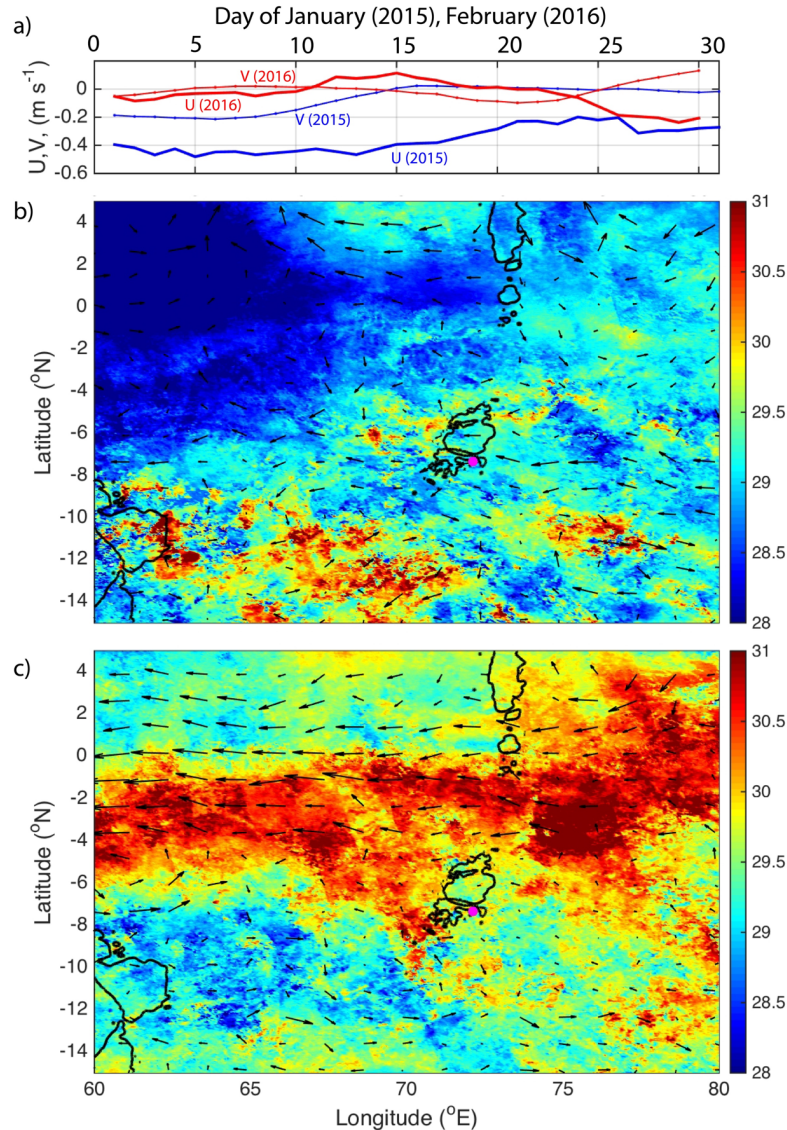 Day of January (2015), February (2016)
a)
0 5 10 15 20 25 30
U,V, (m s-1)
0
-0.2
-0.4
-0.6
V (2016)
U (2016)
V (2015)
U (2015)
b)
Latitude (oN)
4
2
0
-2
-4
-6
-8
-10
-12
-14
31
30.5
30
29.5
29
28.5
28
c)
Latitude (oN)
4
2
0
-2
-4
-6
-8
-10
-12
-14
31
30.5
30
29.5
29
28.5
28
60 65 70 75 80
Longitude (oE)